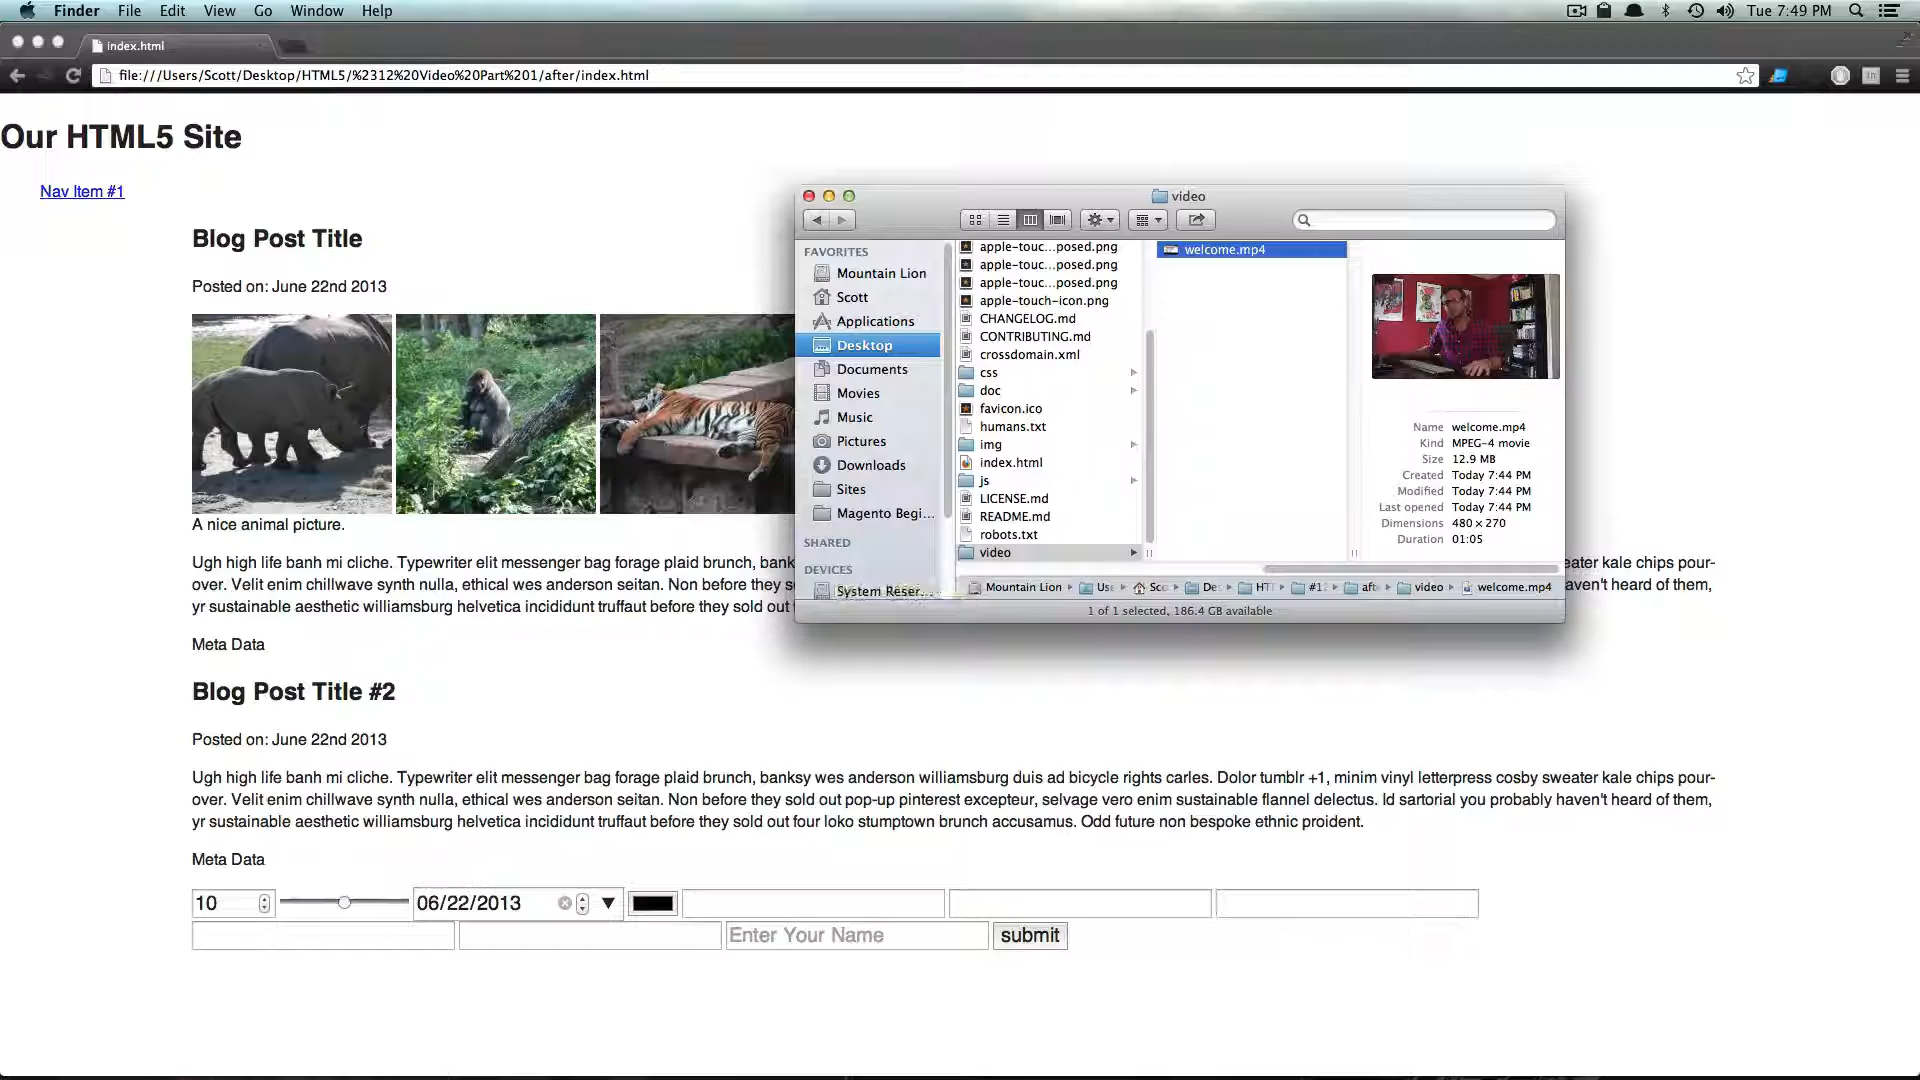 Finder File Edit View Go Window Help Tue 7:49 PM
index.html
file:///Users/Scott/Desktop/HTML5/%2312%20Video%20Part%201/after/index.html
Our HTML5 Site
Nav Item #1
Blog Post Title
Posted on: June 22nd 2013
A nice animal picture.
Ugh high life banh mi cliche. Typewriter elit messenger bag forage plaid brunch, banks
eater kale chips pour-
over. Velit enim chillwave synth nulla, ethical wes anderson seitan. Non before they s
aven't heard of them,
yr sustainable aesthetic williamsburg helvetica incididunt truffaut before they sold out
Meta Data
video
FAVORITES
Mountain Lion
Scott
Applications
Desktop
Documents
Movies
Music
Pictures
Downloads
Sites
Magento Begi...
SHARED
DEVICES
System Reser...
apple-touc...posed.png
apple-touc...posed.png
apple-touc...posed.png
apple-touch-icon.png
CHANGELOG.md
CONTRIBUTING.md
crossdomain.xml
css
doc
favicon.ico
humans.txt
img
index.html
js
LICENSE.md
README.md
robots.txt
video
welcome.mp4
Name welcome.mp4
Kind MPEG-4 movie
Size 12.9 MB
Created Today 7:44 PM
Modified Today 7:44 PM
Last opened Today 7:44 PM
Dimensions 480 × 270
Duration 01:05
Mountain Lion Use Sco De HT #1 aft video welcome.mp4
1 of 1 selected, 186.4 GB available
Blog Post Title #2
Posted on: June 22nd 2013
Ugh high life banh mi cliche. Typewriter elit messenger bag forage plaid brunch, banksy wes anderson williamsburg duis ad bicycle rights carles. Dolor tumblr +1, minim vinyl letterpress cosby sweater kale chips pour-
over. Velit enim chillwave synth nulla, ethical wes anderson seitan. Non before they sold out pop-up pinterest excepteur, selvage vero enim sustainable flannel delectus. Id sartorial you probably haven't heard of them,
yr sustainable aesthetic williamsburg helvetica incididunt truffaut before they sold out four loko stumptown brunch accusamus. Odd future non bespoke ethnic proident.
Meta Data
10 06/22/2013
Enter Your Name submit